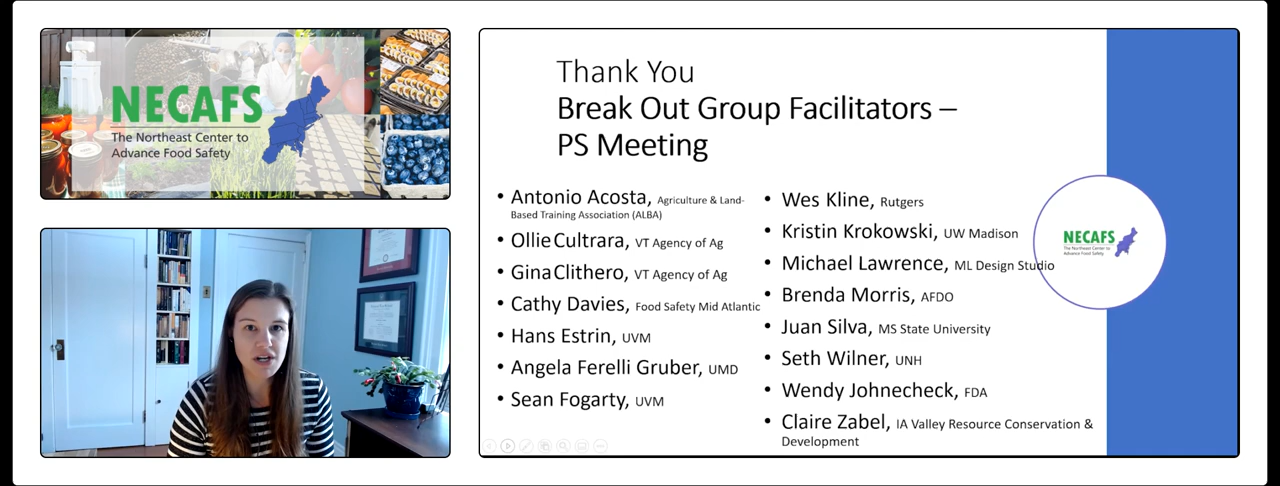 NECAFS
The Northeast Center to
Advance Food Safety
Thank You
Break Out Group Facilitators –
PS Meeting
• Antonio Acosta, Agriculture & Land-
Based Training Association (ALBA)
• Ollie Cultrara, VT Agency of Ag
• Gina Clithero, VT Agency of Ag
• Cathy Davies, Food Safety Mid Atlantic
• Hans Estrin, UVM
• Angela Ferelli Gruber, UMD
• Sean Fogarty, UVM
• Wes Kline, Rutgers
• Kristin Krokowski, UW Madison
• Michael Lawrence, ML Design Studio
• Brenda Morris, AFDO
• Juan Silva, MS State University
• Seth Wilner, UNH
• Wendy Johnecheck, FDA
• Claire Zabel, IA Valley Resource Conservation &
Development
NECAFS
The Northeast Center to
Advance Food Safety